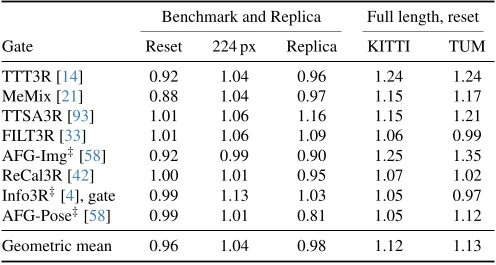 Benchmark and Replica Full length, reset
Gate Reset 224 px Replica KITTI TUM
TTT3R [14] 0.92 1.04 0.96 1.24 1.24
MeMix [21] 0.88 1.04 0.97 1.15 1.17
TTSA3R [93] 1.01 1.06 1.16 1.15 1.21
FILT3R [33] 1.01 1.06 1.09 1.06 0.99
AFG-Img‡ [58] 0.92 0.99 0.90 1.25 1.35
ReCal3R [42] 1.00 1.01 0.95 1.07 1.02
Info3R‡ [4], gate 0.99 1.13 1.03 1.05 0.97
AFG-Pose‡ [58] 0.99 1.01 0.81 1.05 1.12
Geometric mean 0.96 1.04 0.98 1.12 1.13